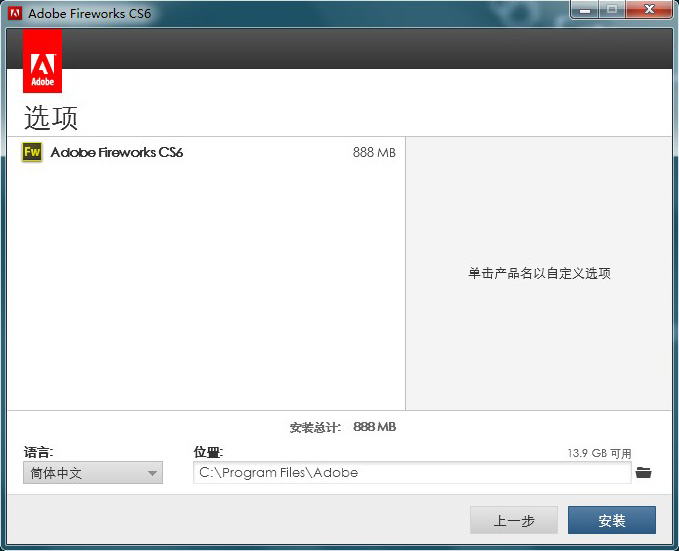 Adobe Fireworks CS6
Adobe
选项
Fw Adobe Fireworks CS6 888 MB
单击产品名以自定义选项
安装总计: 888 MB
语言: 位置: 13.9 GB 可用
简体中文 C:\Program Files\Adobe
上一步 安装